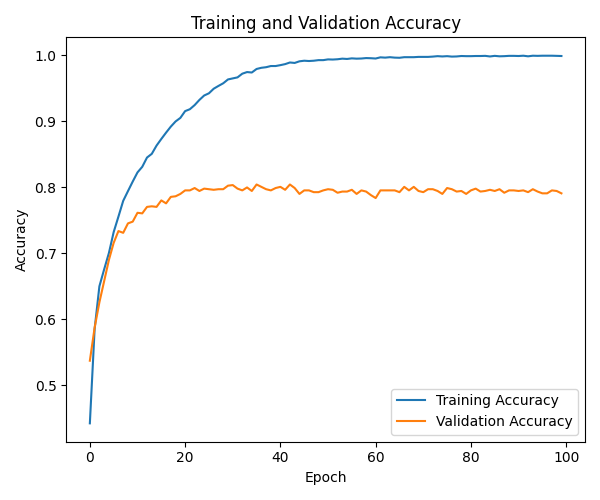 Training and Validation Accuracy
1.0
0.9
0.8
0.7
0.6
0.5
Accuracy
0 20 40 60 80 100
Epoch
Training Accuracy
Validation Accuracy